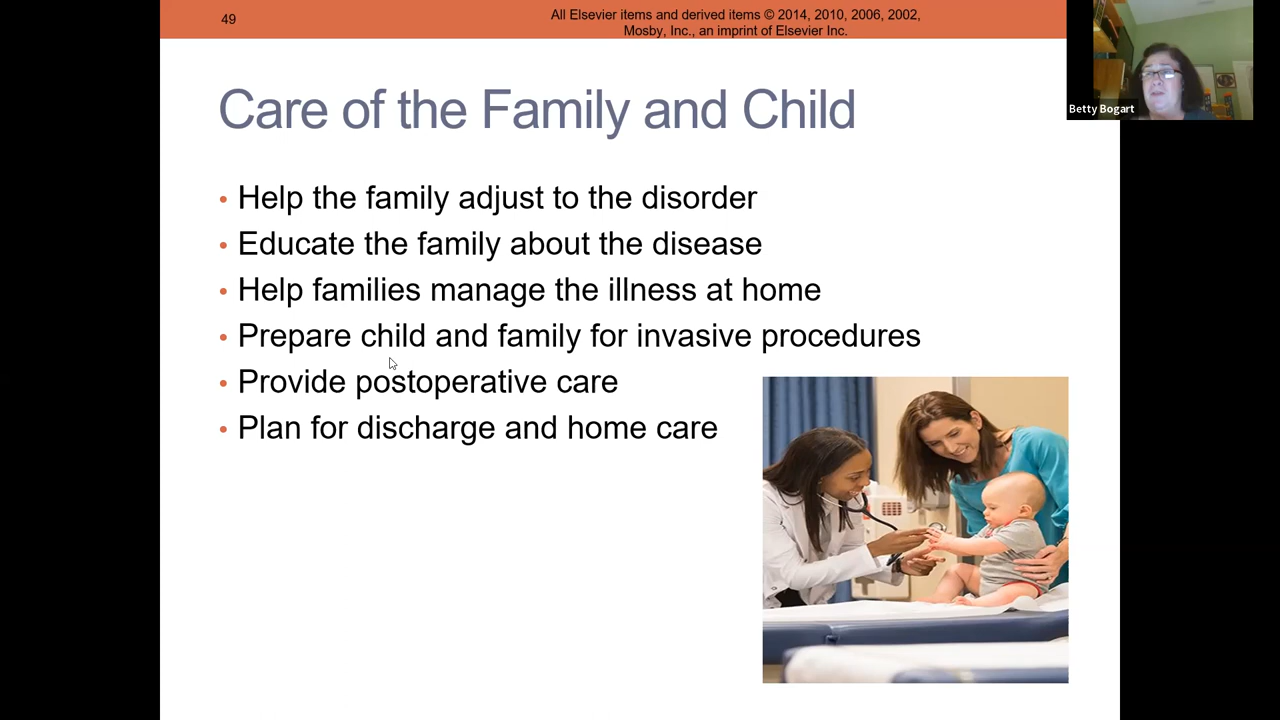 49
All Elsevier items and derived items © 2014, 2010, 2006, 2002,
Mosby, Inc., an imprint of Elsevier Inc.
Betty Bogart
Care of the Family and Child
• Help the family adjust to the disorder
• Educate the family about the disease
• Help families manage the illness at home
• Prepare child and family for invasive procedures
• Provide postoperative care
• Plan for discharge and home care